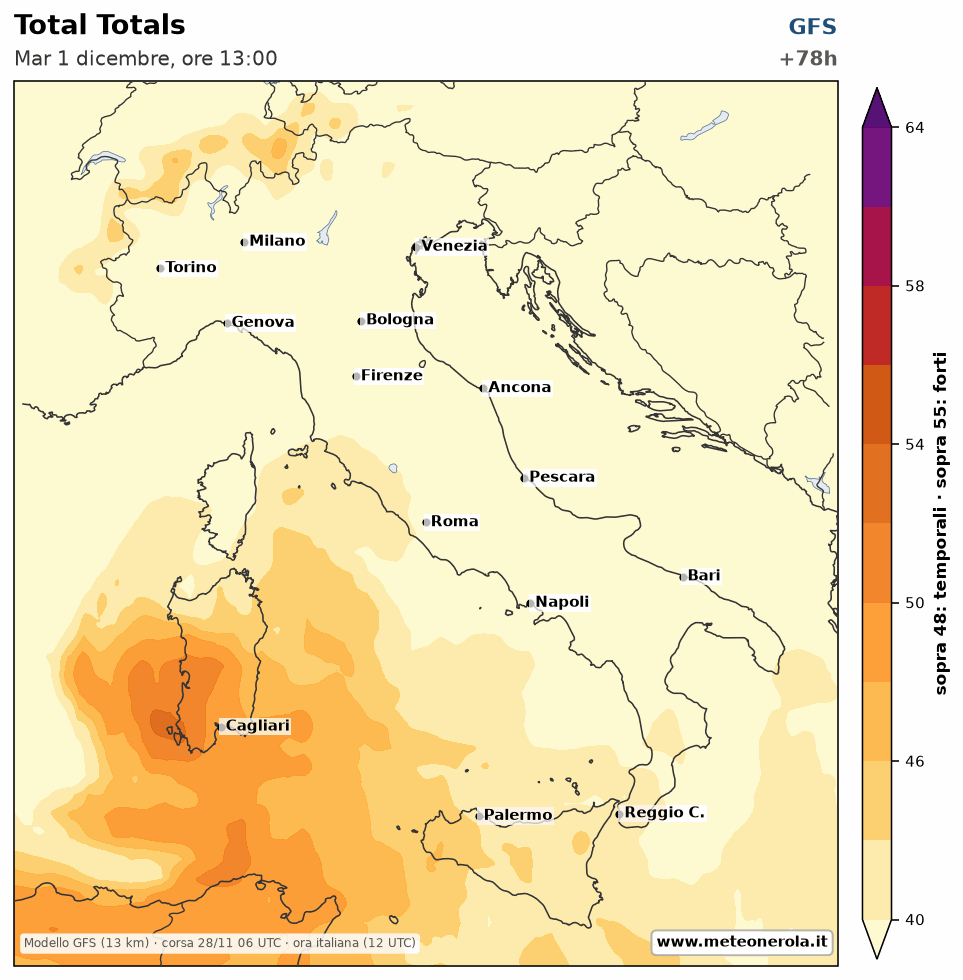 Total Totals
GFS
Mar 1 dicembre, ore 13:00
+78h
64
58
54
50
46
40
sopra 48: temporali · sopra 55: forti
Milano
Venezia
Torino
Genova
Bologna
Firenze
Ancona
Pescara
Roma
Bari
Napoli
Cagliari
Palermo
Reggio C.
Modello GFS (13 km) · corsa 28/11 06 UTC · ora italiana (12 UTC)
www.meteonerola.it